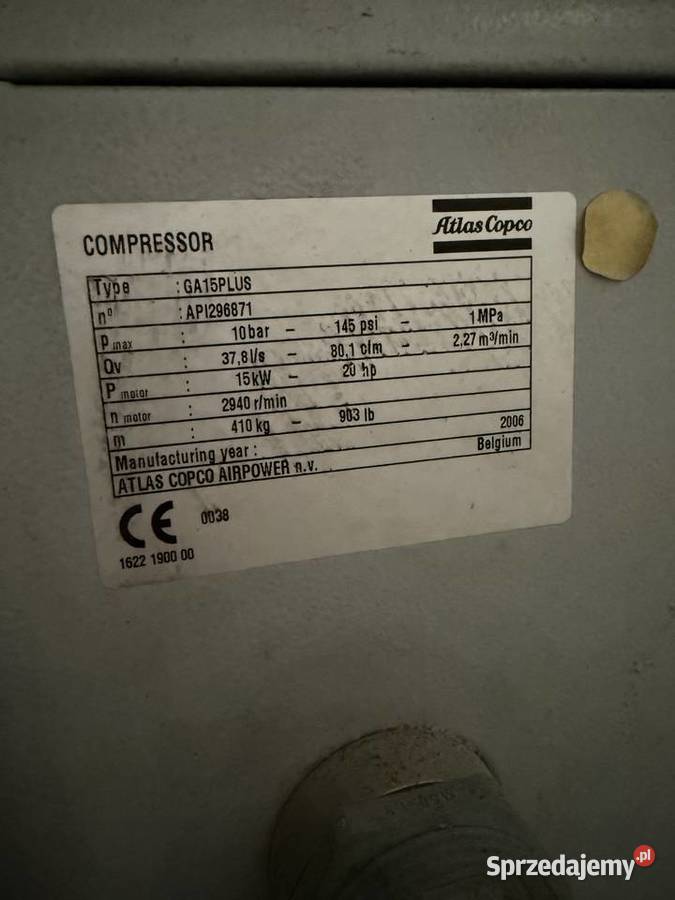 COMPRESSOR
Atlas Copco
Type : GA15PLUS
nº : API296871
P max : 10bar – 145 psi – 1MPa
Qv : 37,8 l/s – 80,1 cfm – 2,27 m³/min
P motor : 15kW – 20 hp
n motor : 2940 r/min
m : 410 kg – 903 lb
Manufacturing year : 2006
ATLAS COPCO AIRPOWER n.v. Belgium
CE 0038
1622 1900 00
Sprzedajemy.pl